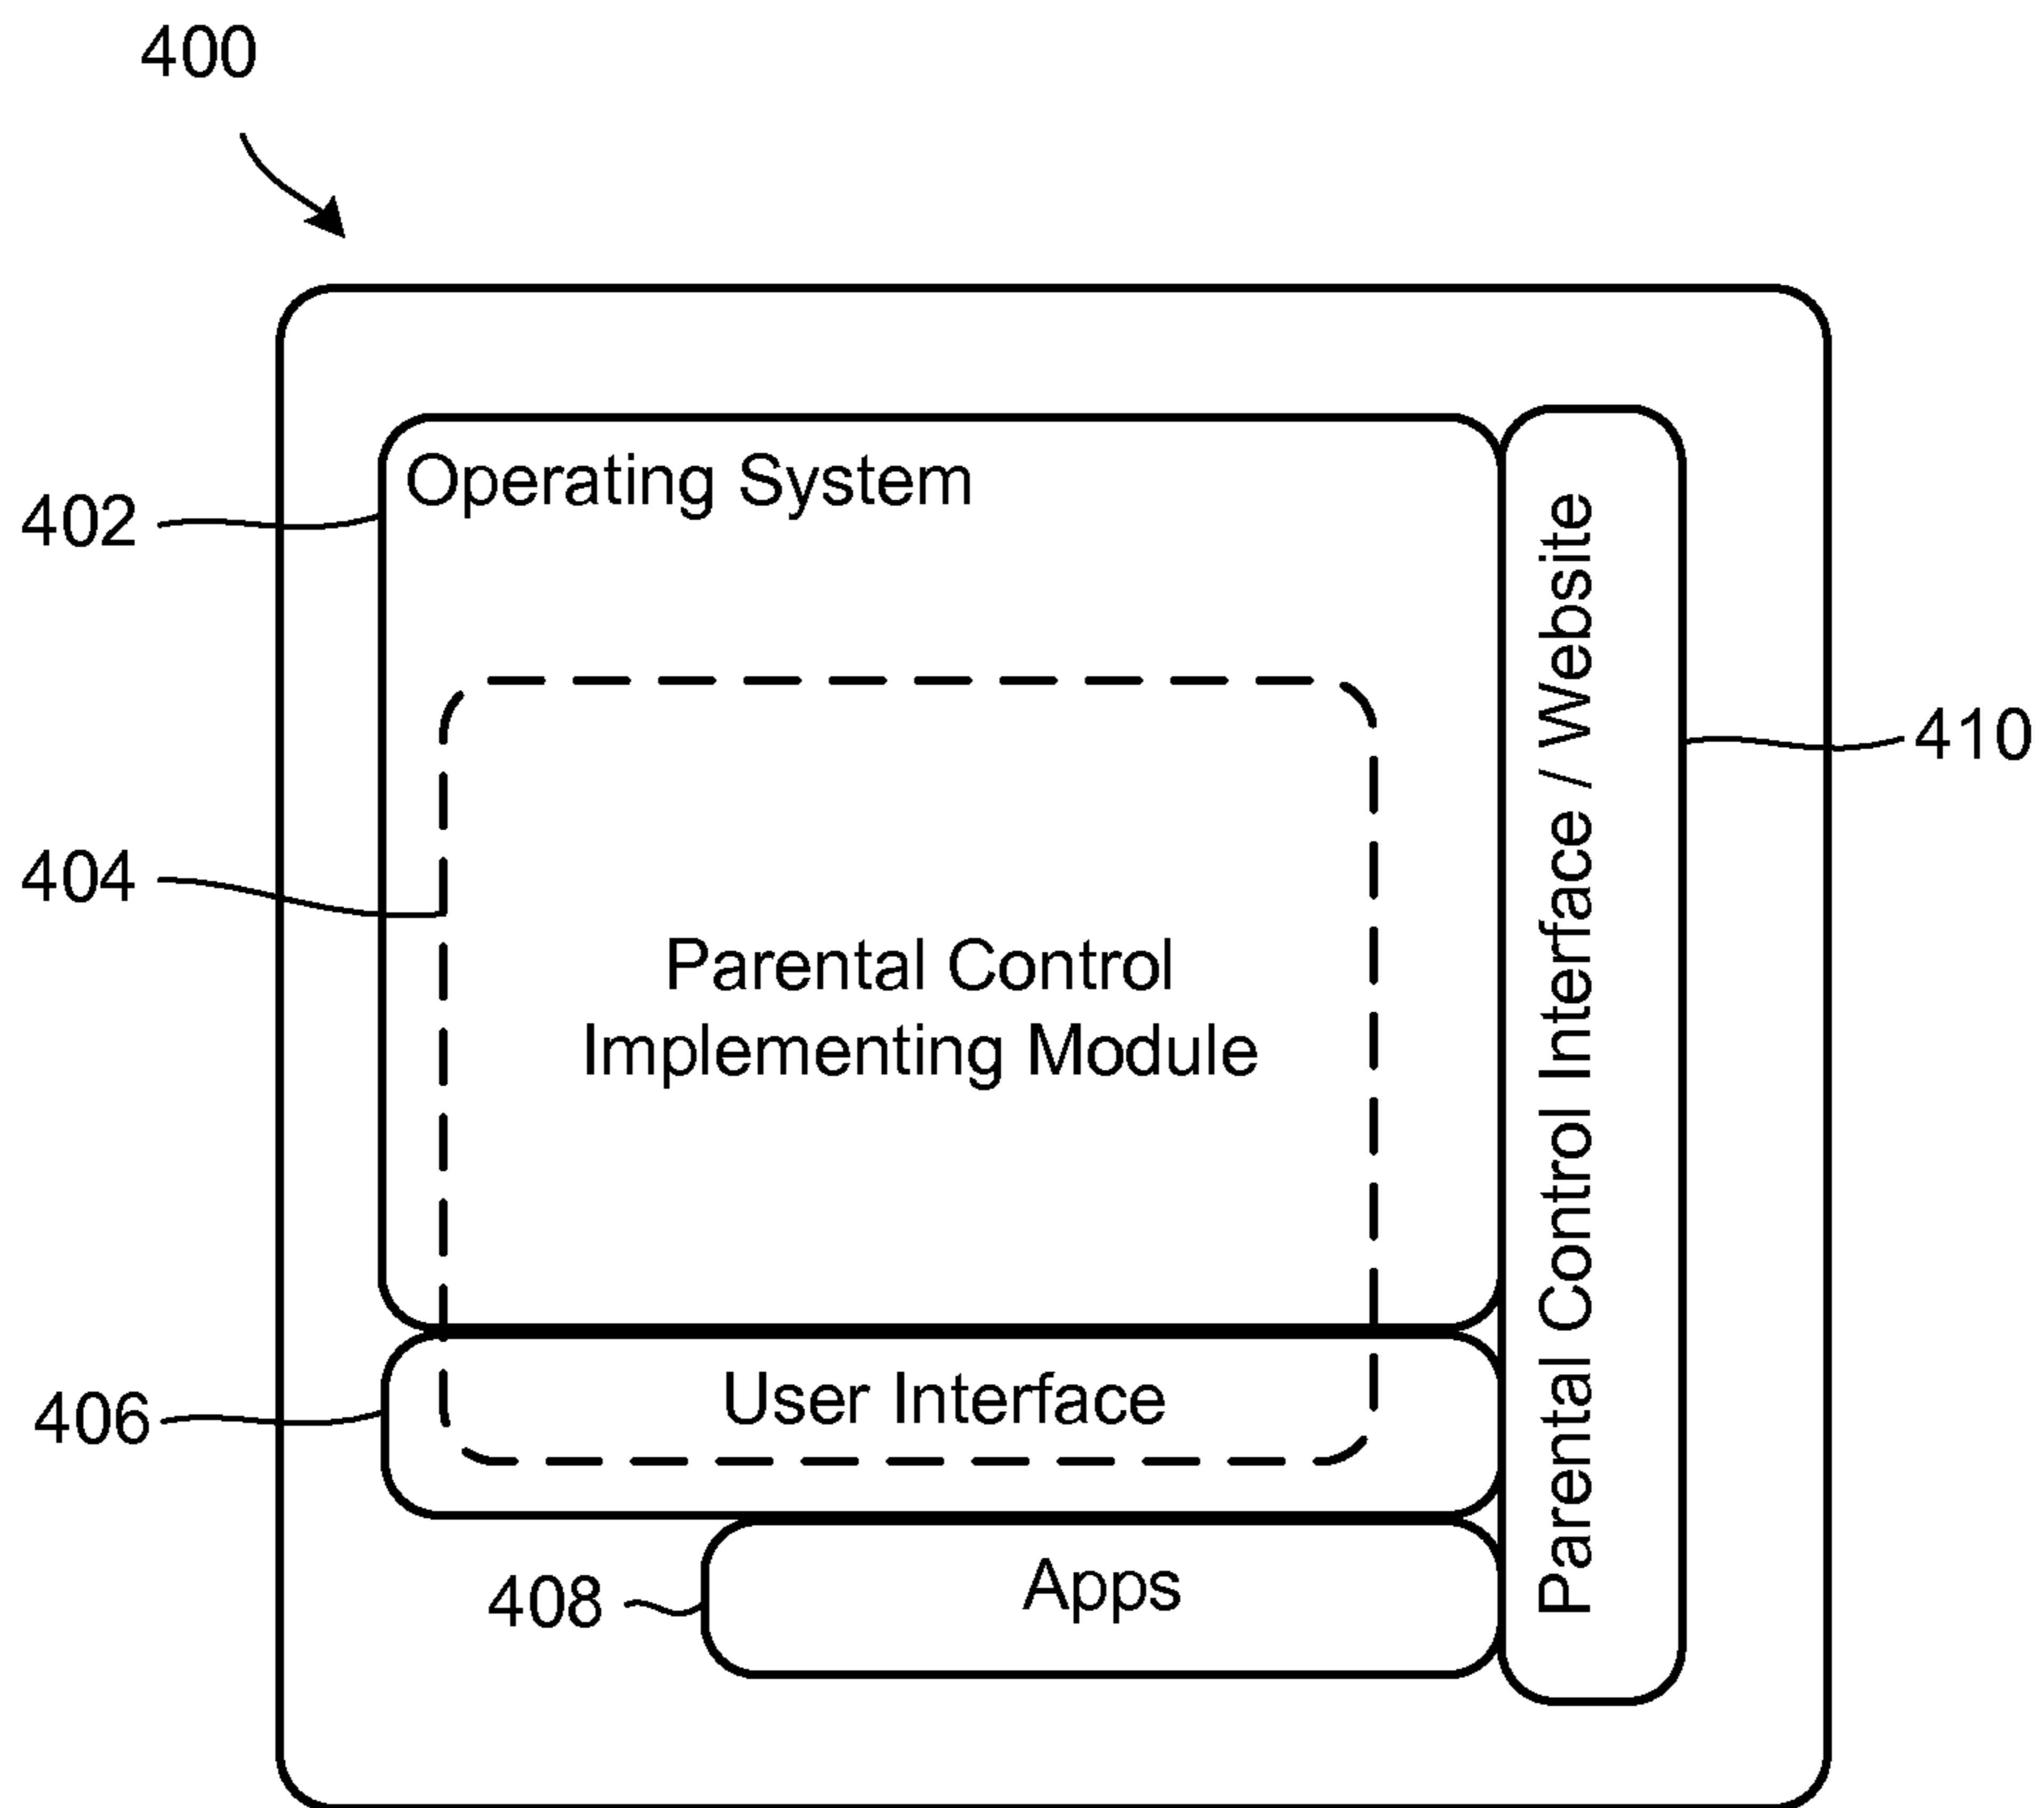 400
Operating System
402
Parental Control Interface / Website
410
404
Parental Control
Implementing Module
User Interface
406
Apps
408